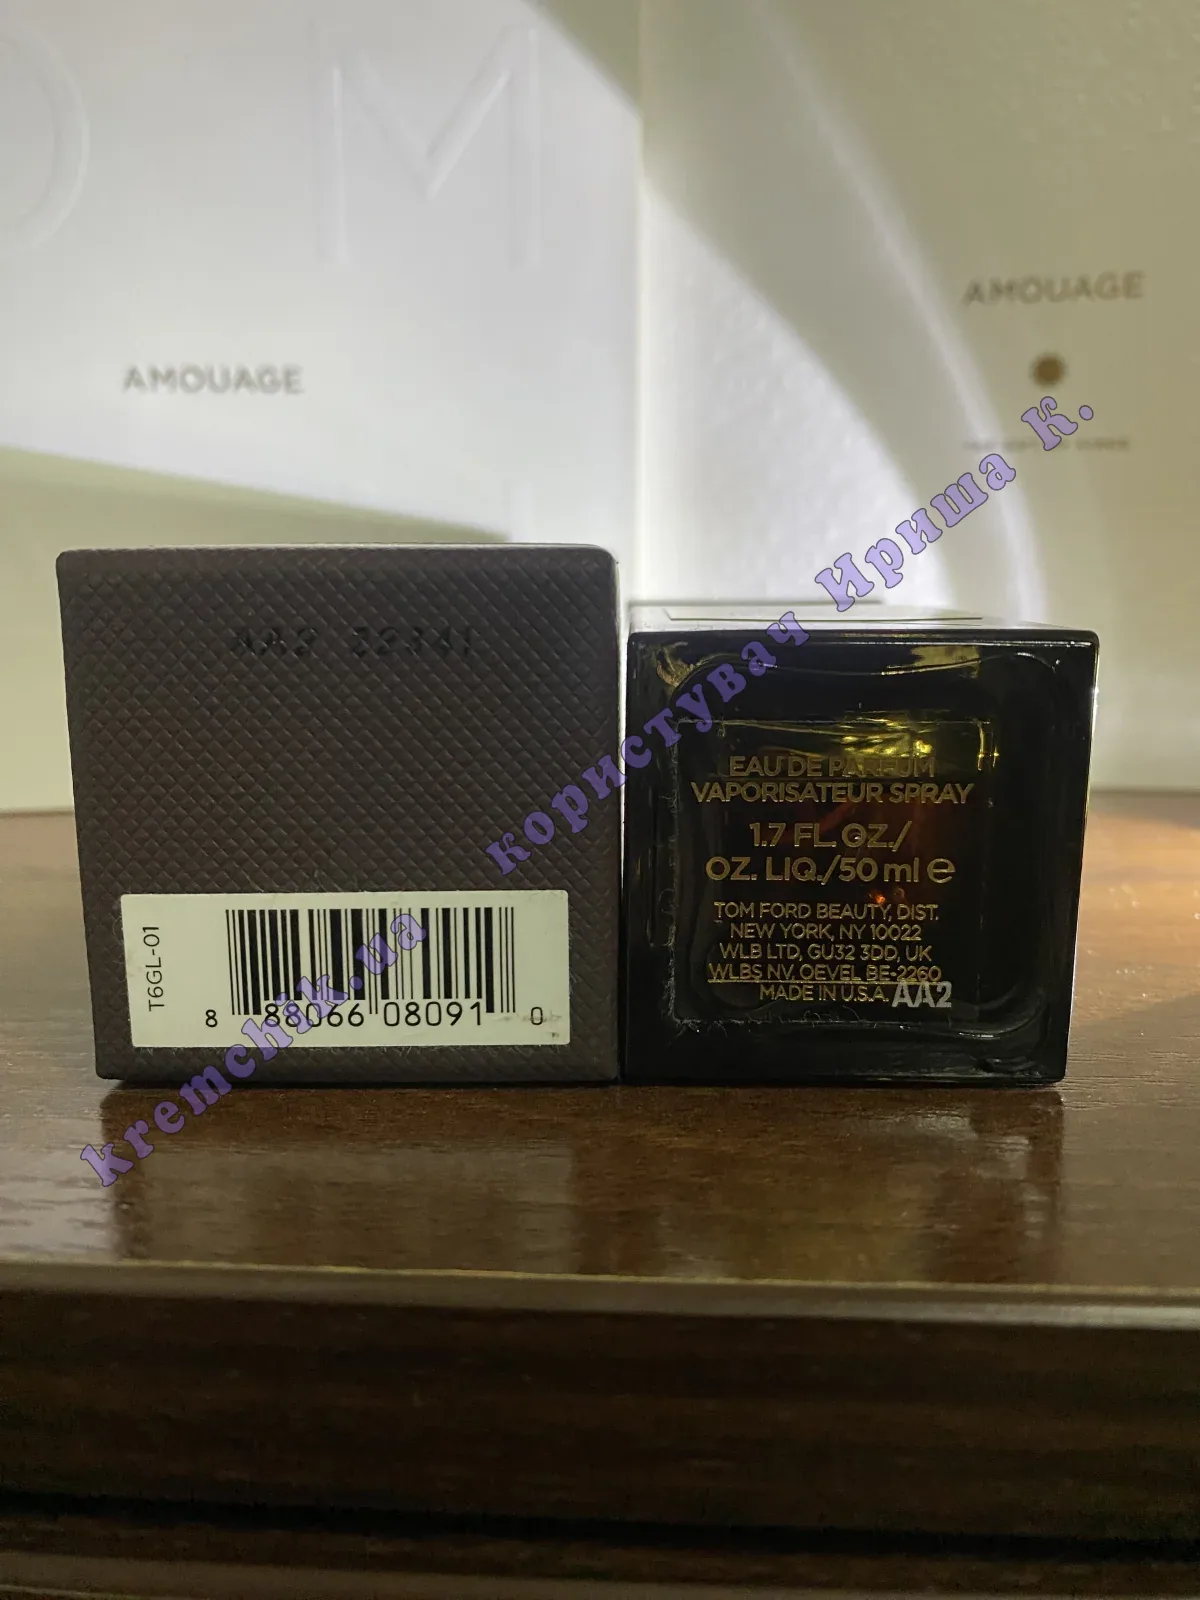 OM
AMOUAGE
AMOUAGE
AA2 32341
T6GL-01
8 88066 08091 0
EAU DE PARFUM
VAPORISATEUR SPRAY
1.7 FL. OZ./
OZ. LIQ./50 ml e
TOM FORD BEAUTY, DIST.
NEW YORK, NY 10022
WLB LTD, GU32 3DD, UK
WLBS NV, OEVEL BE-2260
MADE IN U.S.A. AA2
kremchik.ua користувач Ириша К.